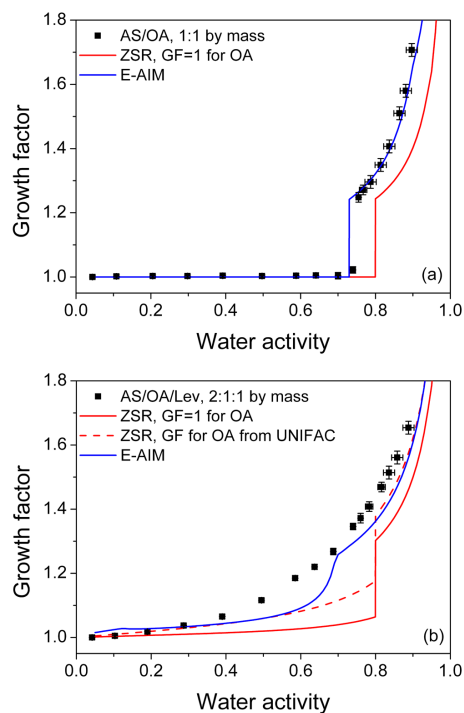 1.8
AS/OA, 1:1 by mass
ZSR, GF=1 for OA
E-AIM
1.6
1.4
1.2
1.0
Growth factor
(a)
0.0 0.2 0.4 0.6 0.8 1.0
Water activity
1.8
AS/OA/Lev, 2:1:1 by mass
ZSR, GF=1 for OA
ZSR, GF for OA from UNIFAC
E-AIM
1.6
1.4
1.2
1.0
Growth factor
(b)
0.0 0.2 0.4 0.6 0.8 1.0
Water activity